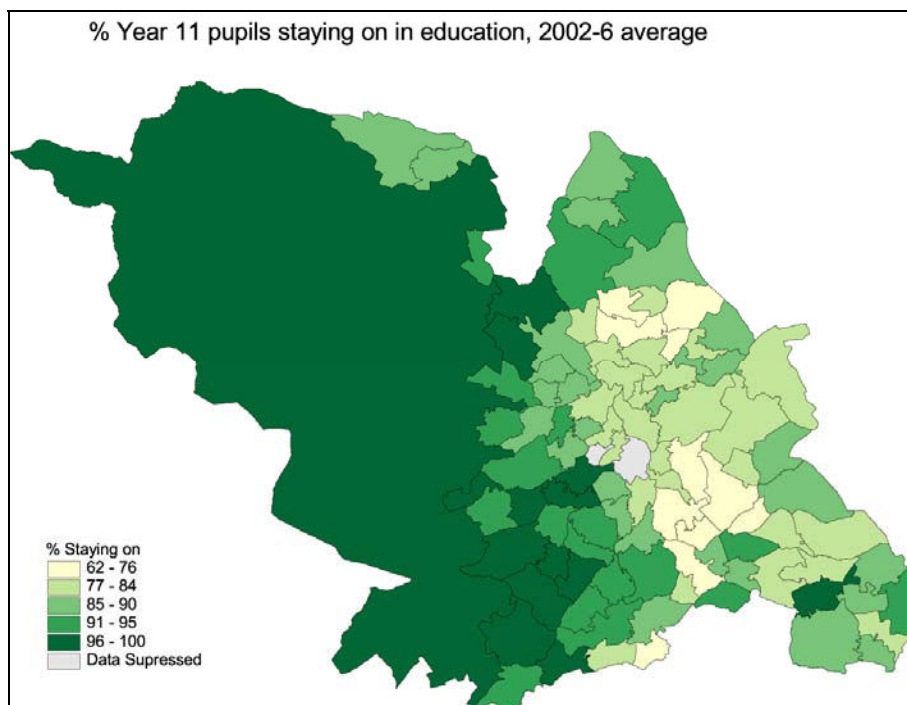 % Year 11 pupils staying on in education, 2002-6 average
% Staying on
62 - 76
77 - 84
85 - 90
91 - 95
96 - 100
Data Supressed